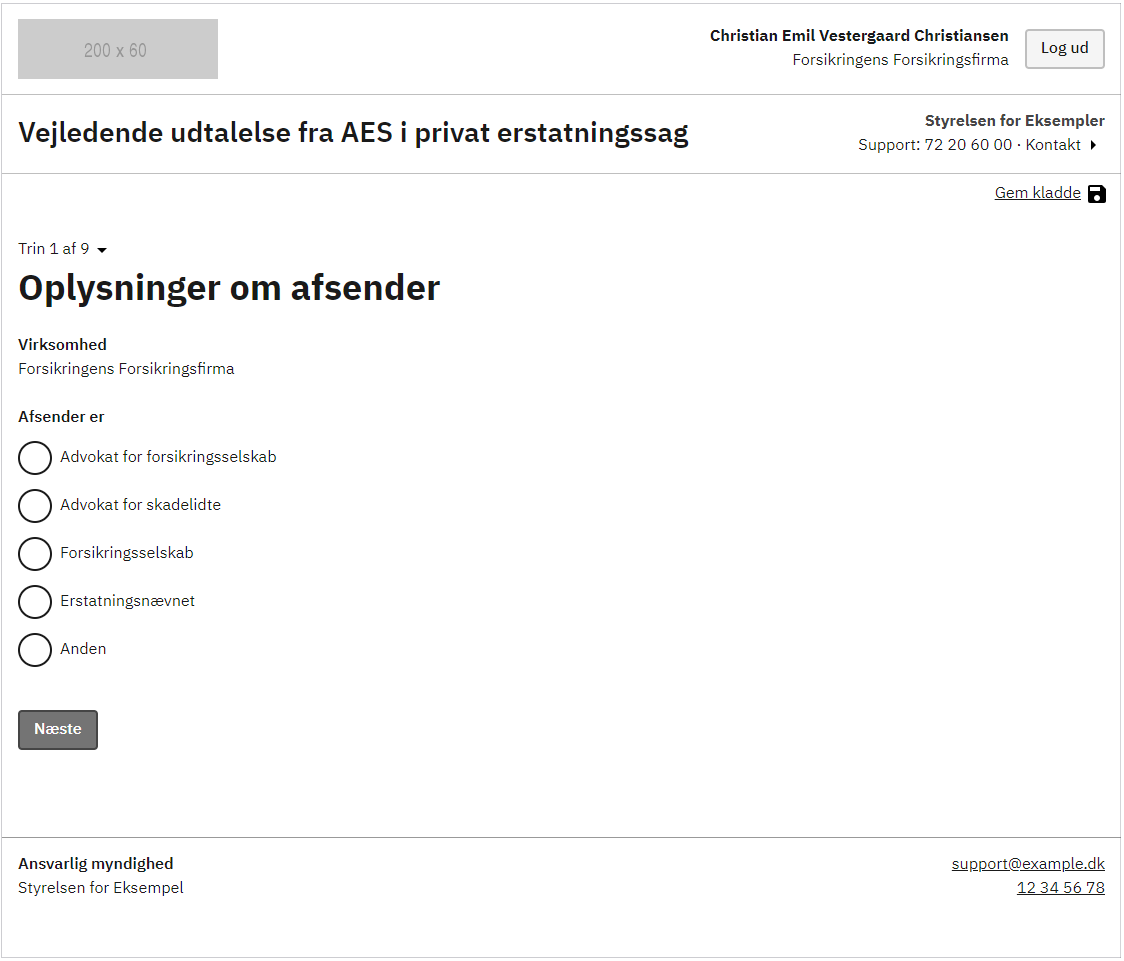 200 x 60
Christian Emil Vestergaard Christiansen
Forsikringens Forsikringsfirma
Log ud
Vejledende udtalelse fra AES i privat erstatningssag
Styrelsen for Eksempler
Support: 72 20 60 00 · Kontakt
Gem kladde
Trin 1 af 9
Oplysninger om afsender
Virksomhed
Forsikringens Forsikringsfirma
Afsender er
Advokat for forsikringsselskab
Advokat for skadelidte
Forsikringsselskab
Erstatningsnævnet
Anden
Næste
Ansvarlig myndighed
Styrelsen for Eksempel
support@example.dk
12 34 56 78